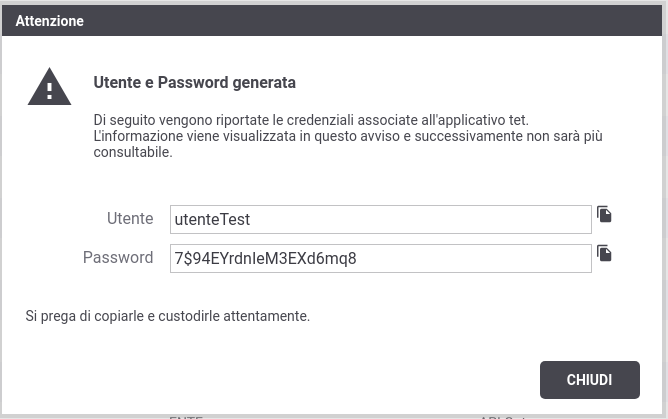 Attenzione
Utente e Password generata
Di seguito vengono riportate le credenziali associate all'applicativo tet.
L'informazione viene visualizzata in questo avviso e successivamente non sarà più
consultabile.
Utente utenteTest
Password 7$94EYrdnIeM3EXd6mq8
Si prega di copiarle e custodirle attentamente.
CHIUDI